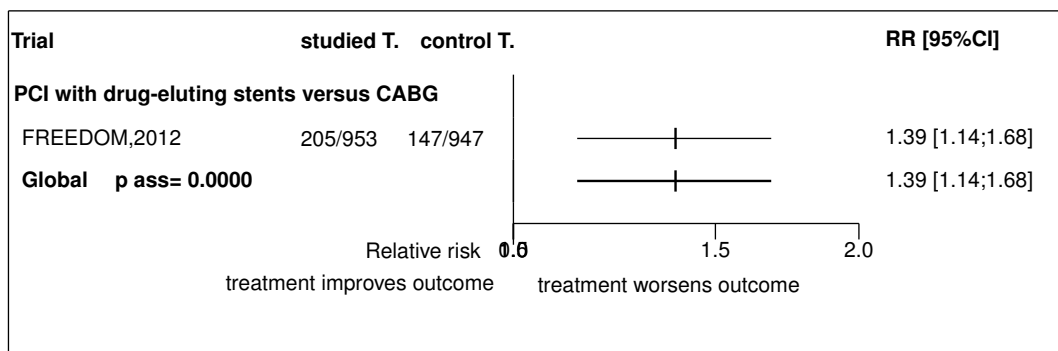 Trial studied T. control T. RR [95%CI]
PCI with drug-eluting stents versus CABG
FREEDOM,2012 205/953 147/947 1.39 [1.14;1.68]
Global p ass= 0.0000 1.39 [1.14;1.68]
Relative risk 1.5 2.0
treatment improves outcome treatment worsens outcome